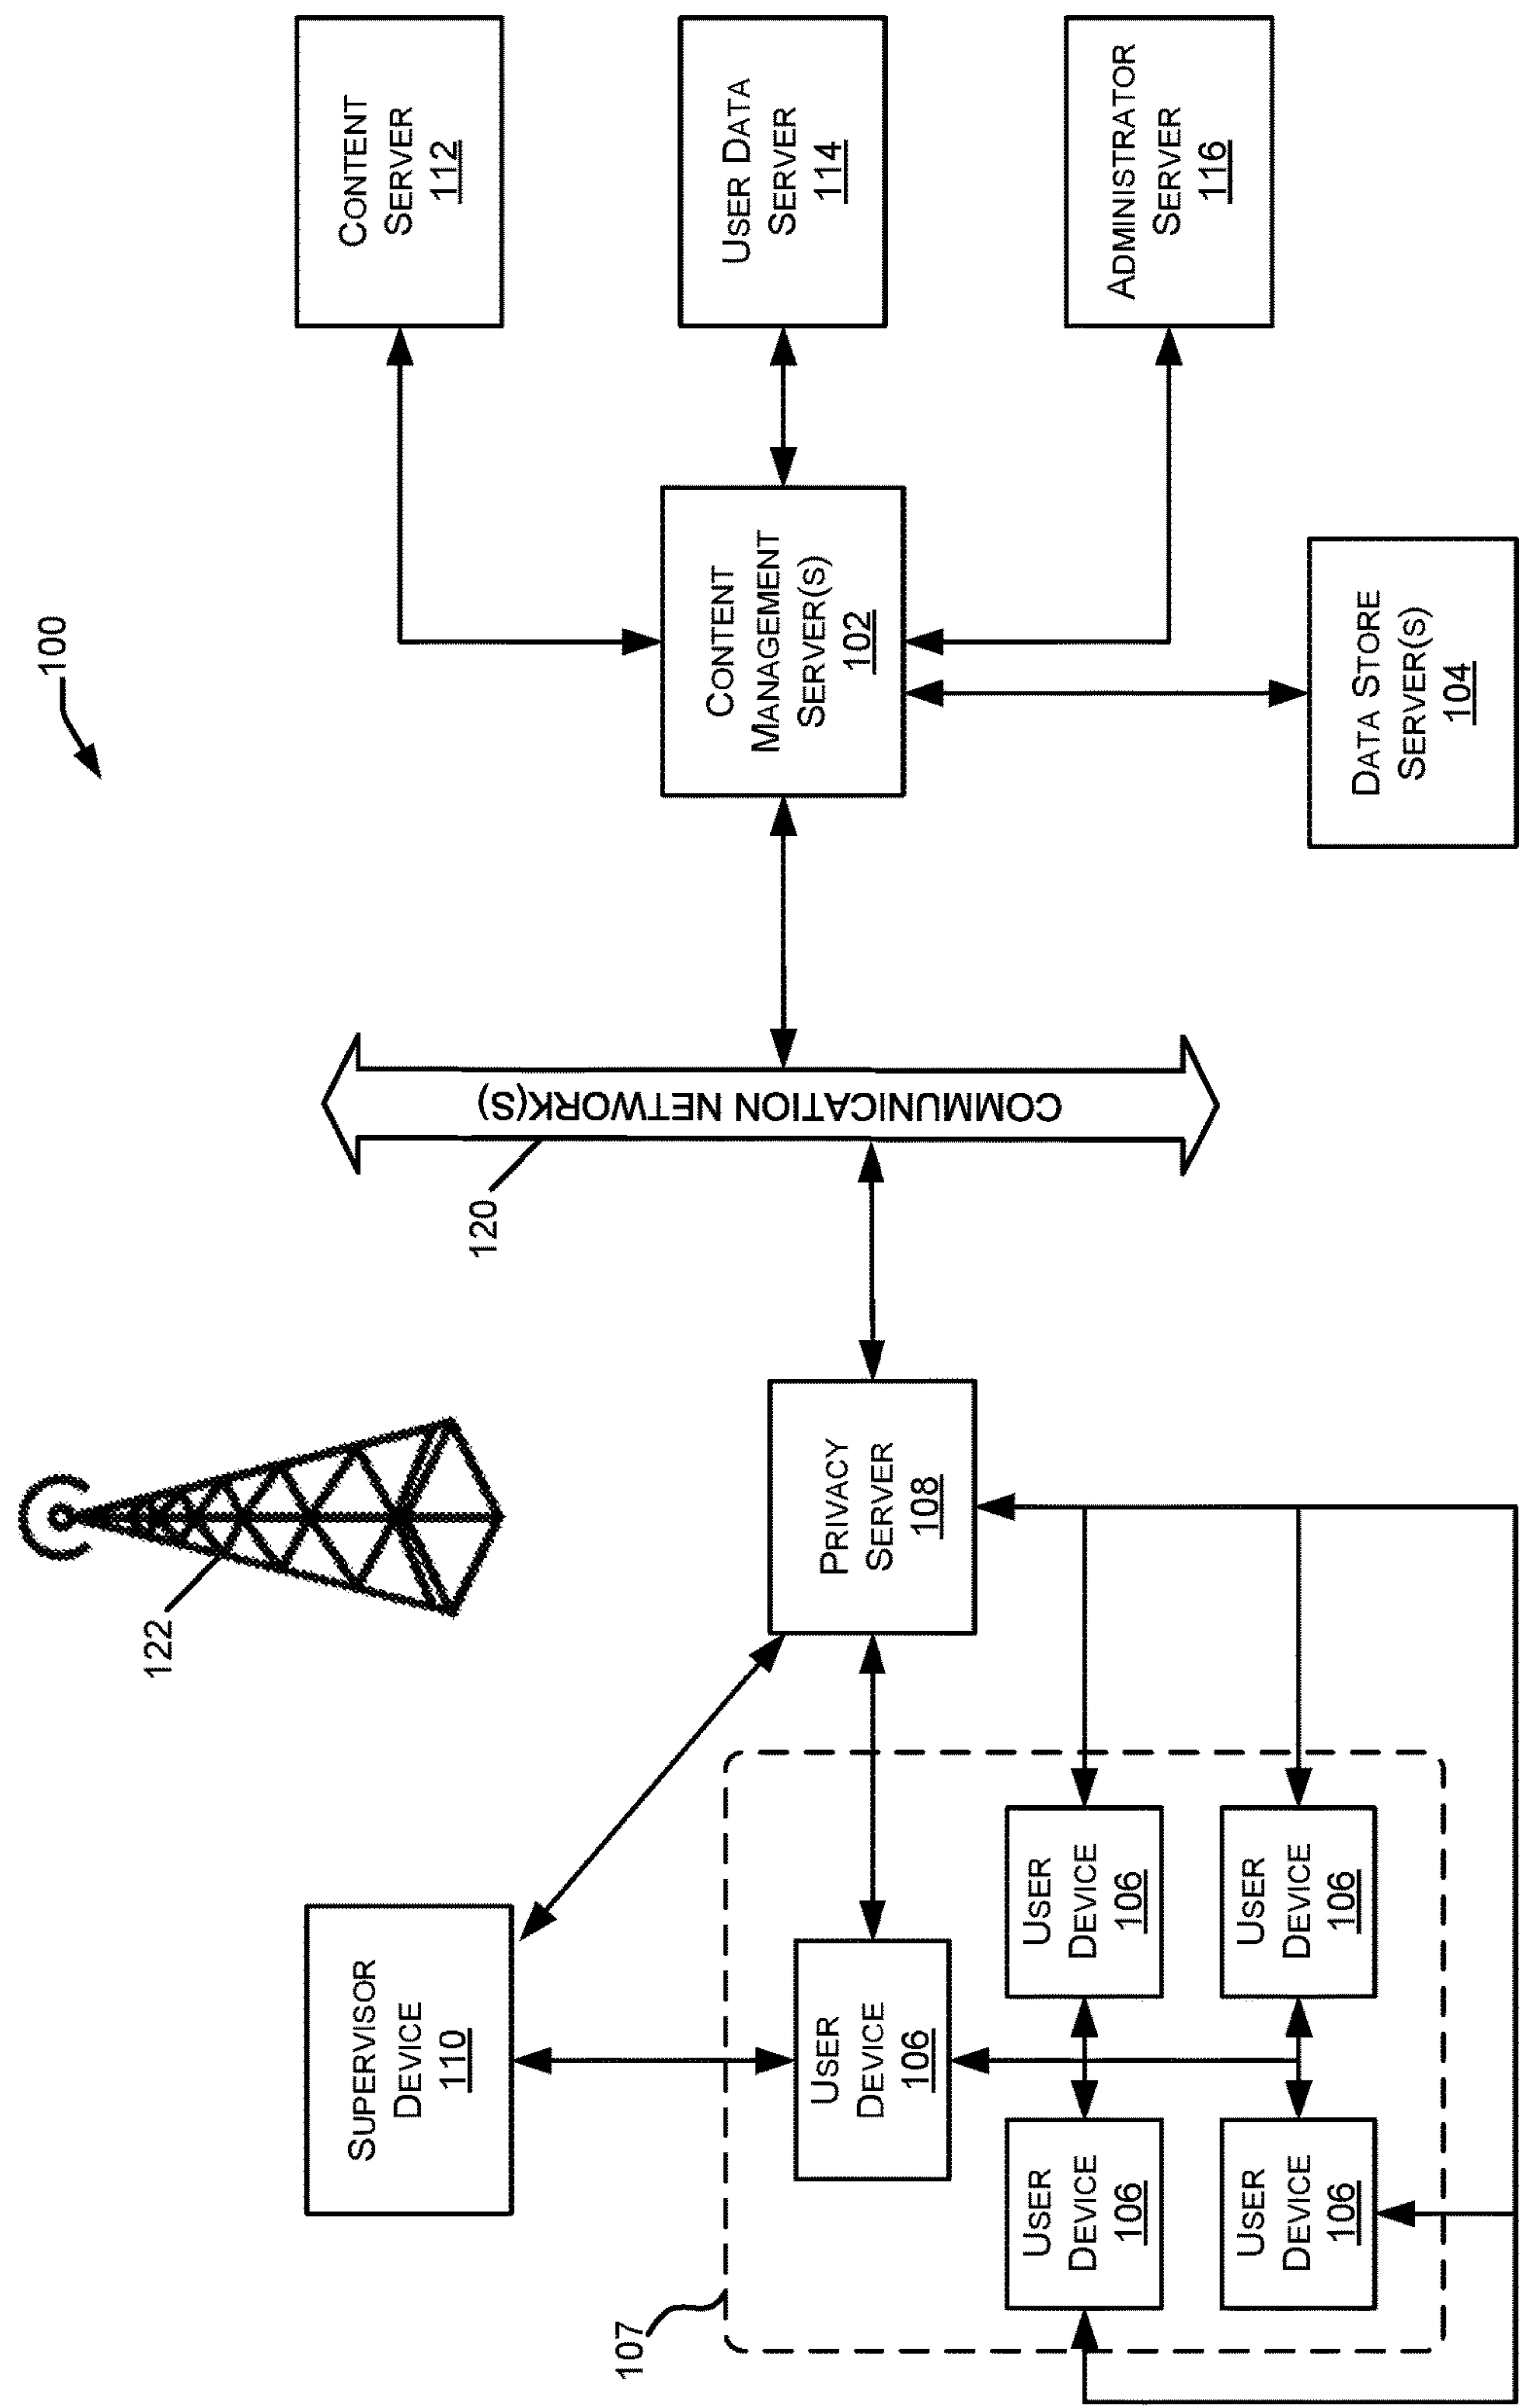 100
122
120
107
SUPERVISOR
DEVICE
110
USER
DEVICE
106
USER
DEVICE
106
USER
DEVICE
106
USER
DEVICE
106
USER
DEVICE
106
PRIVACY
SERVER
108
COMMUNICATION NETWORK(S)
CONTENT
MANAGEMENT
SERVER(S)
102
DATA STORE
SERVER(S)
104
CONTENT
SERVER
112
USER DATA
SERVER
114
ADMINISTRATOR
SERVER
116